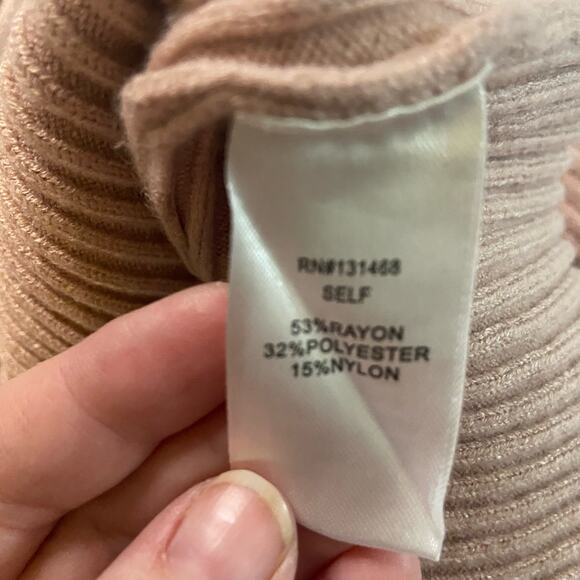 RN#131468
SELF
53%RAYON
32%POLYESTER
15%NYLON